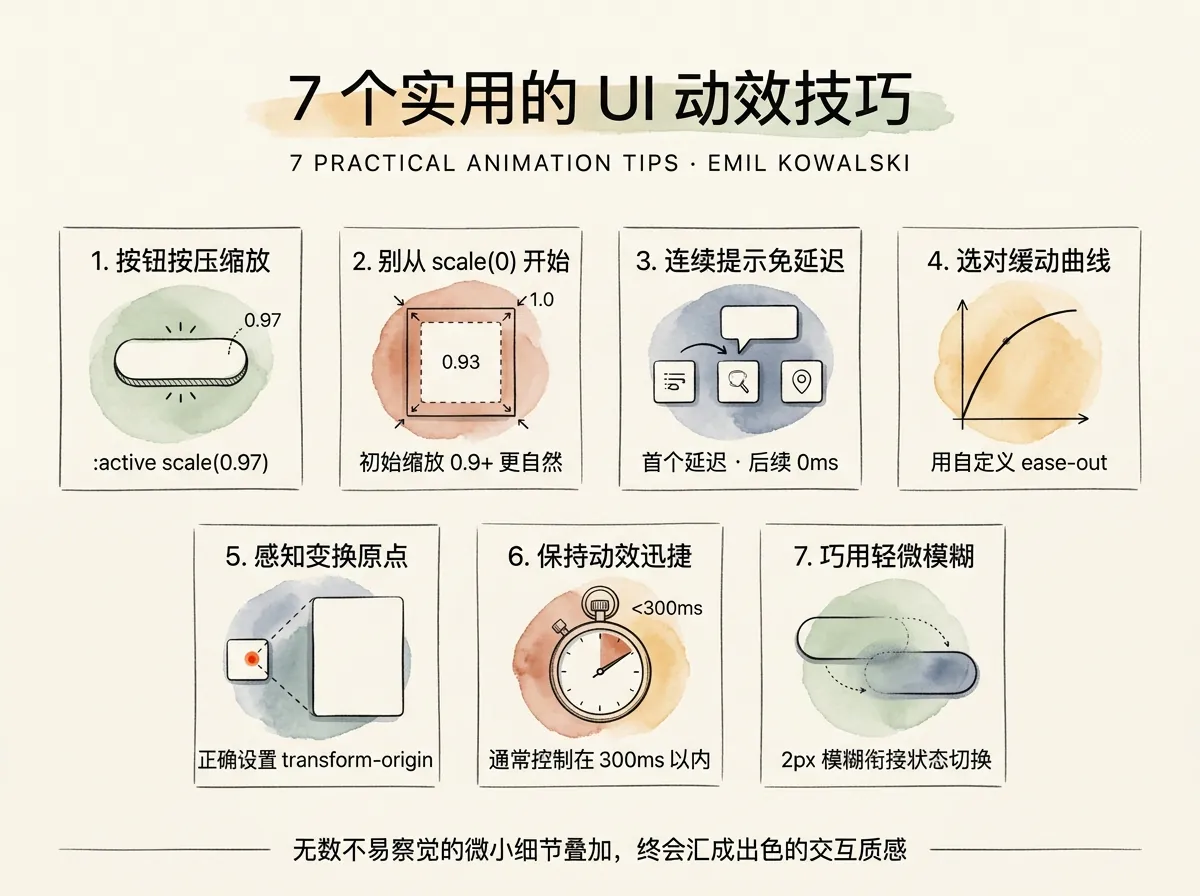 7 个实用的 UI 动效技巧
7 PRACTICAL ANIMATION TIPS · EMIL KOWALSKI
1. 按钮按压缩放
0.97
:active scale(0.97)
2. 别从 scale(0) 开始
1.0
0.93
初始缩放 0.9+ 更自然
3. 连续提示免延迟
首个延迟 · 后续 0ms
4. 选对缓动曲线
用自定义 ease-out
5. 感知变换原点
正确设置 transform-origin
6. 保持动效迅捷
<300ms
通常控制在 300ms 以内
7. 巧用轻微模糊
2px 模糊衔接状态切换
无数不易察觉的微小细节叠加，终会汇成出色的交互质感